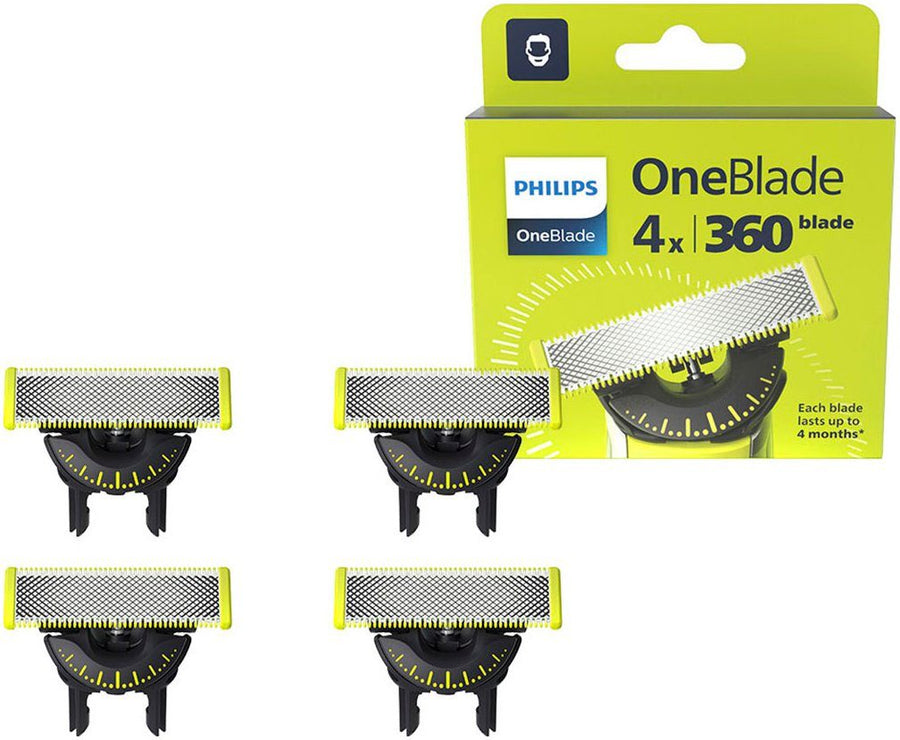 PHILIPS
OneBlade
OneBlade
4x | 360 blade
Each blade
lasts up to
4 months*